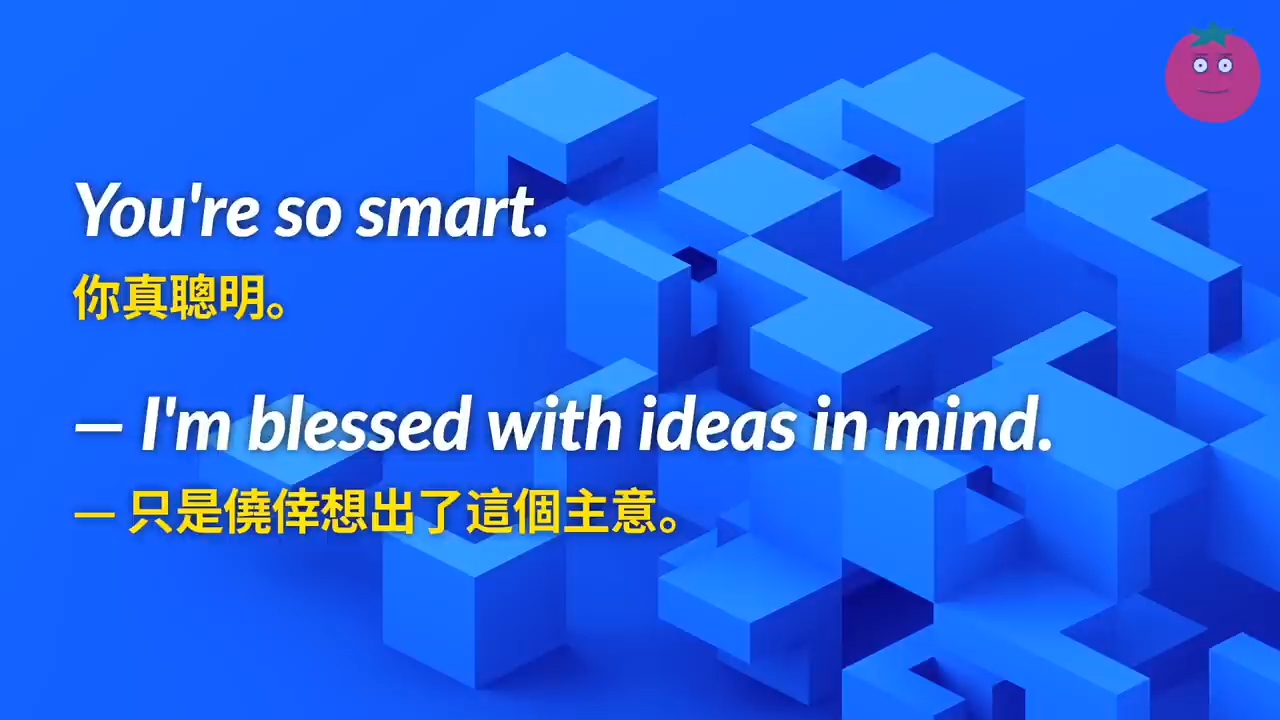 You're so smart.
你真聰明。
— I'm blessed with ideas in mind.
— 只是僥倖想出了這個主意。